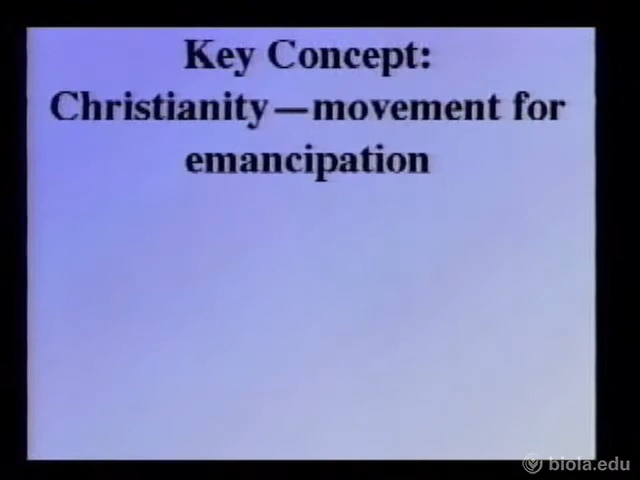 Key Concept:
Christianity—movement for
emancipation
biola.edu